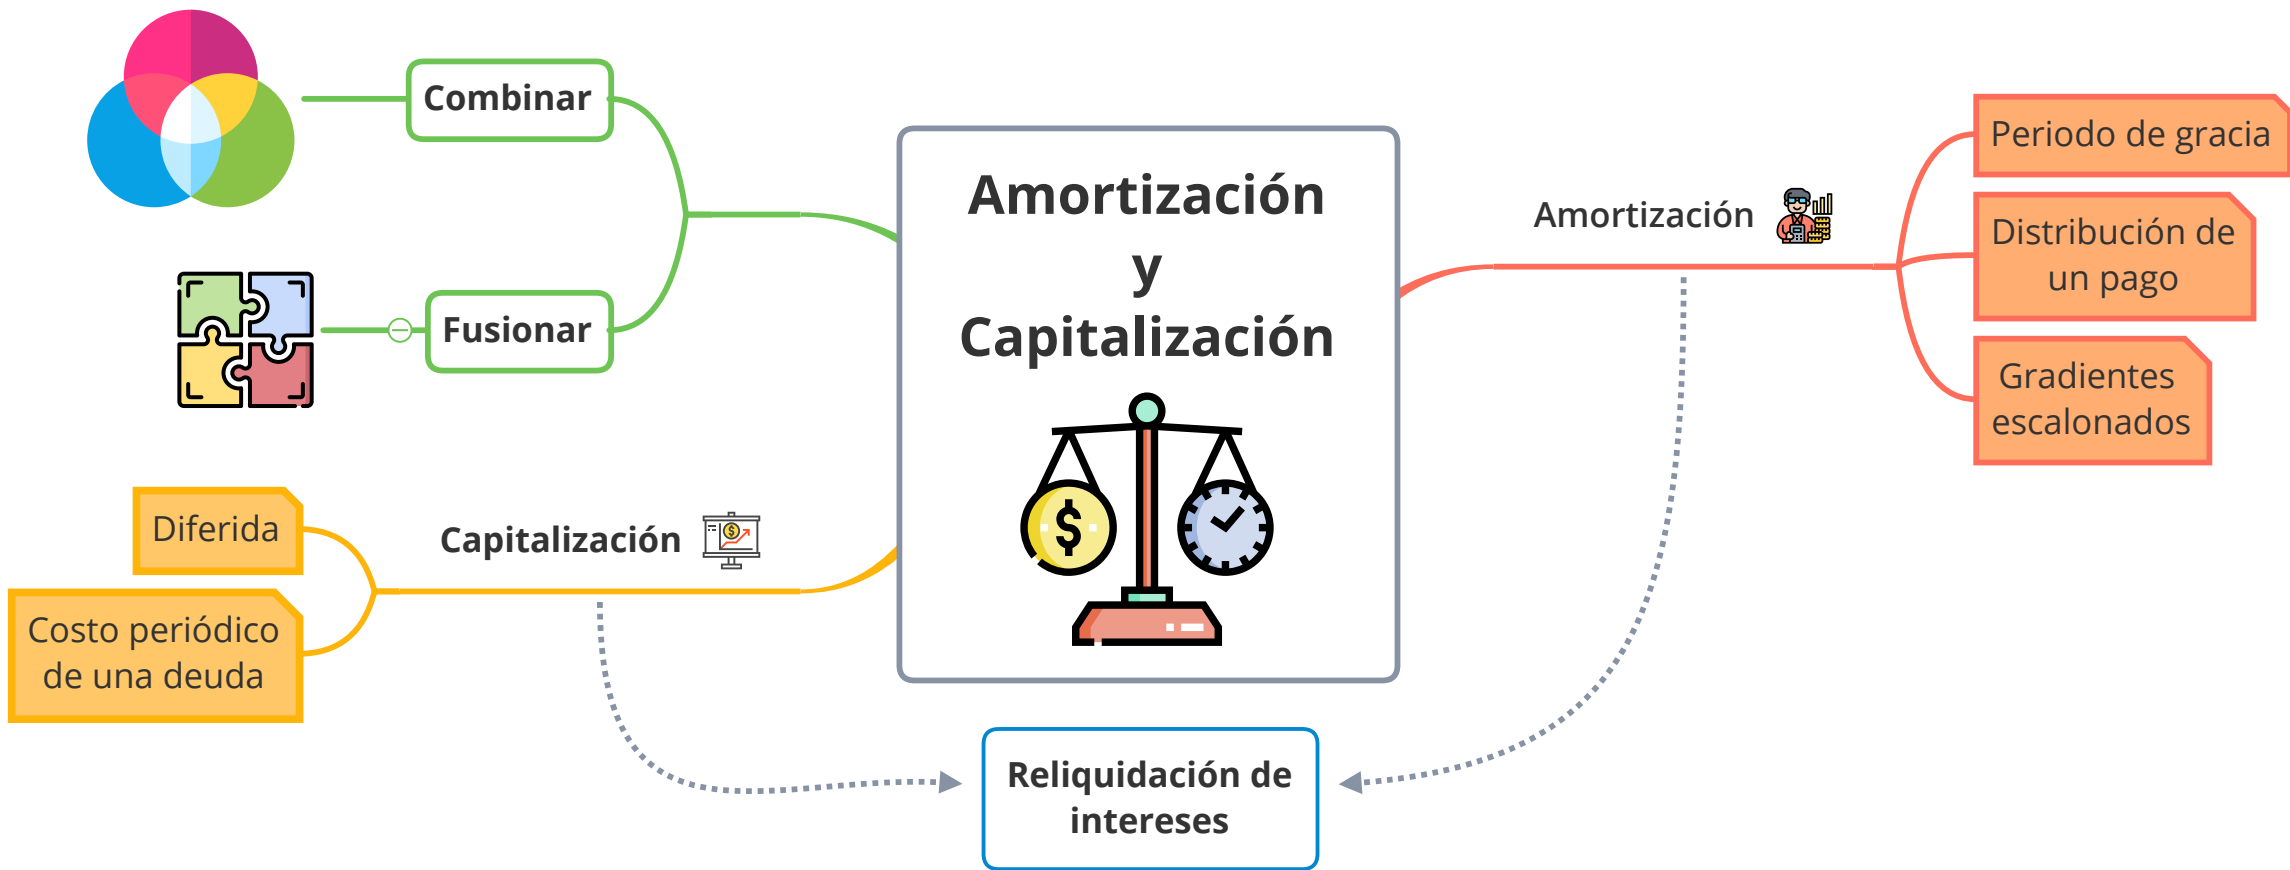 Amortización
y
Capitalización
Combinar
Fusionar
Capitalización
Diferida
Costo periódico
de una deuda
Amortización
Periodo de gracia
Distribución de
un pago
Gradientes
escalonados
Reliquidación de
intereses